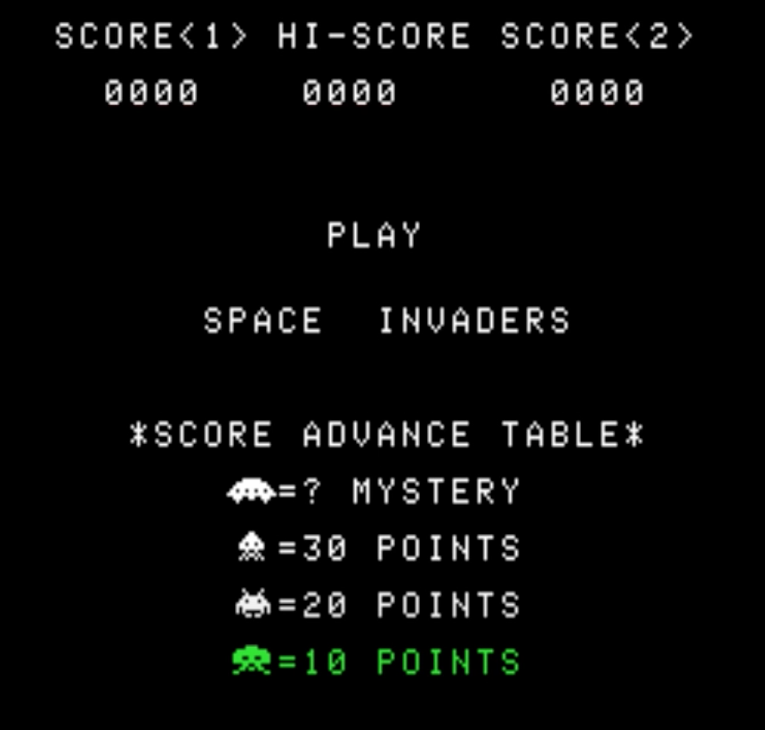 SCORE<1> HI-SCORE SCORE<2>
0000 0000 0000
PLAY
SPACE INVADERS
*SCORE ADVANCE TABLE*
=? MYSTERY
=30 POINTS
=20 POINTS
=10 POINTS